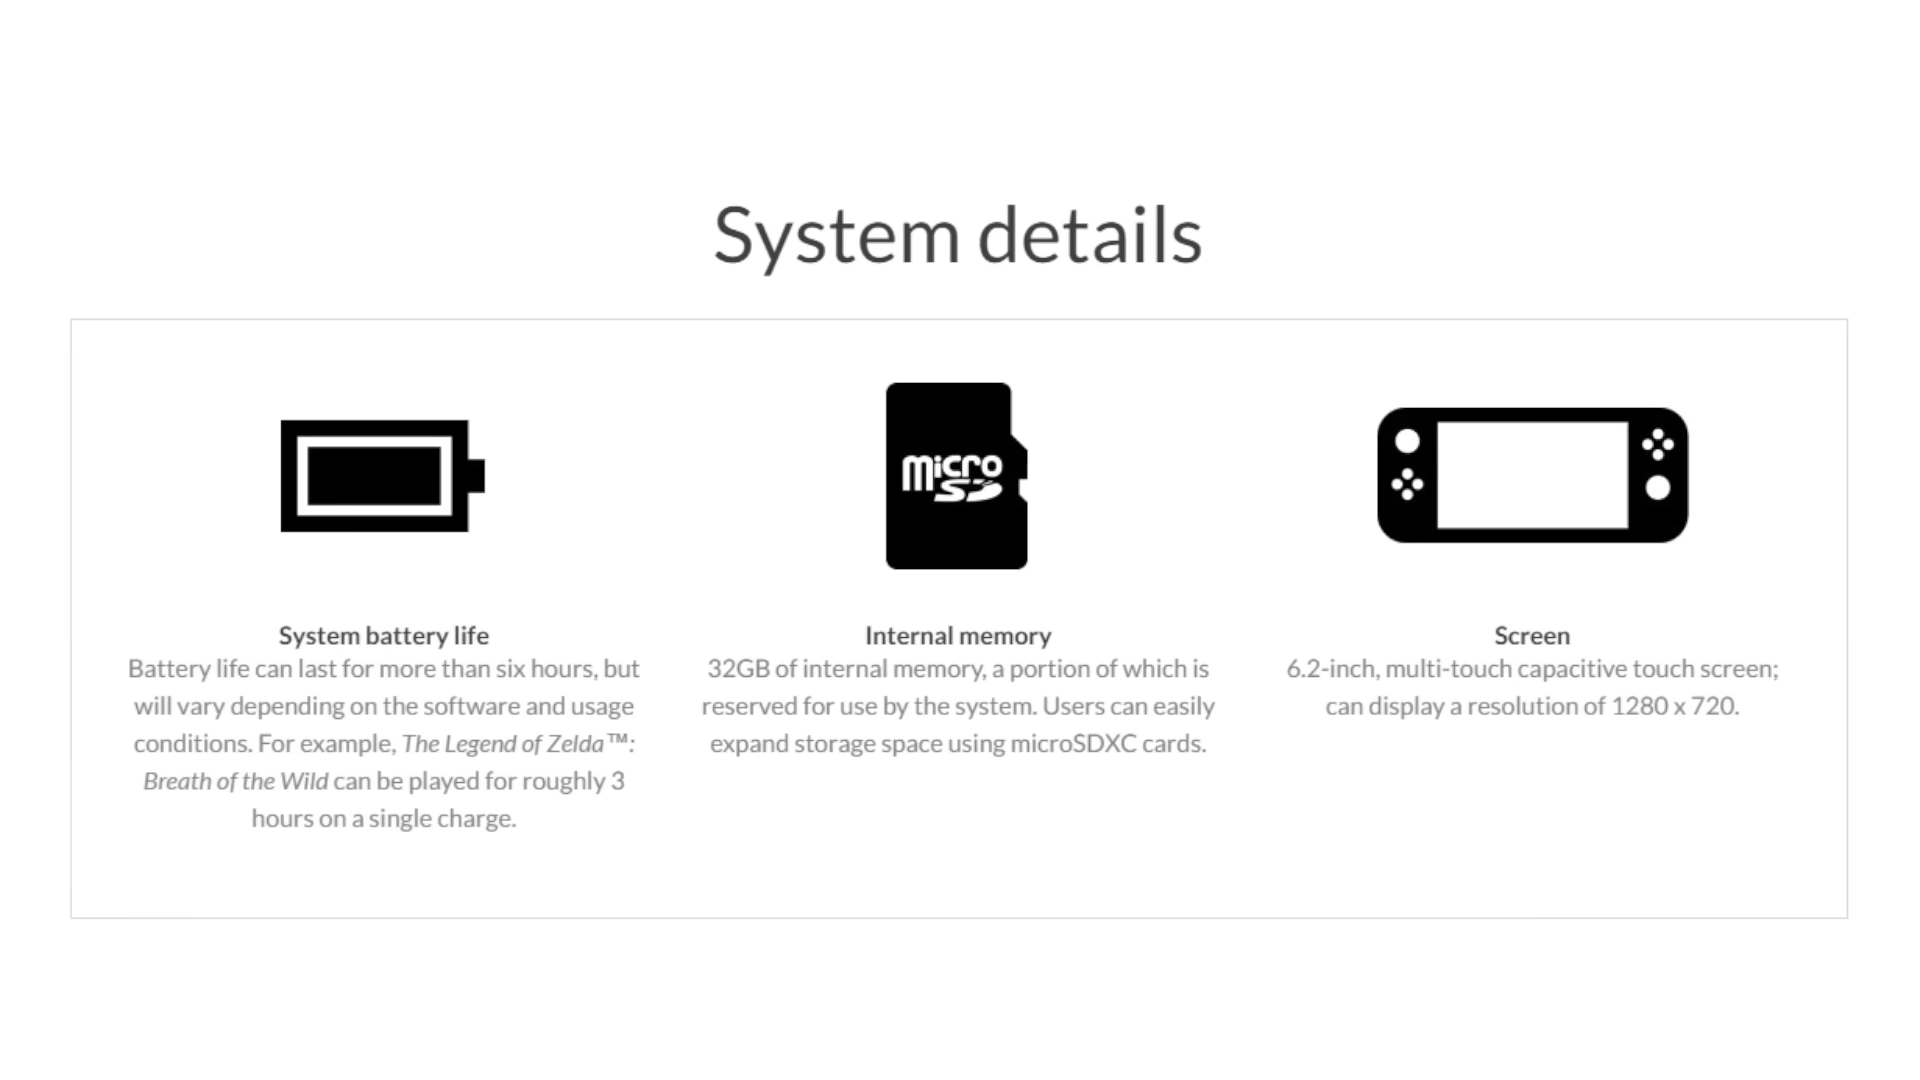 System details
micro
SD
System battery life
Battery life can last for more than six hours, but
will vary depending on the software and usage
conditions. For example, The Legend of Zelda™:
Breath of the Wild can be played for roughly 3
hours on a single charge.
Internal memory
32GB of internal memory, a portion of which is
reserved for use by the system. Users can easily
expand storage space using microSDXC cards.
Screen
6.2-inch, multi-touch capacitive touch screen;
can display a resolution of 1280 x 720.